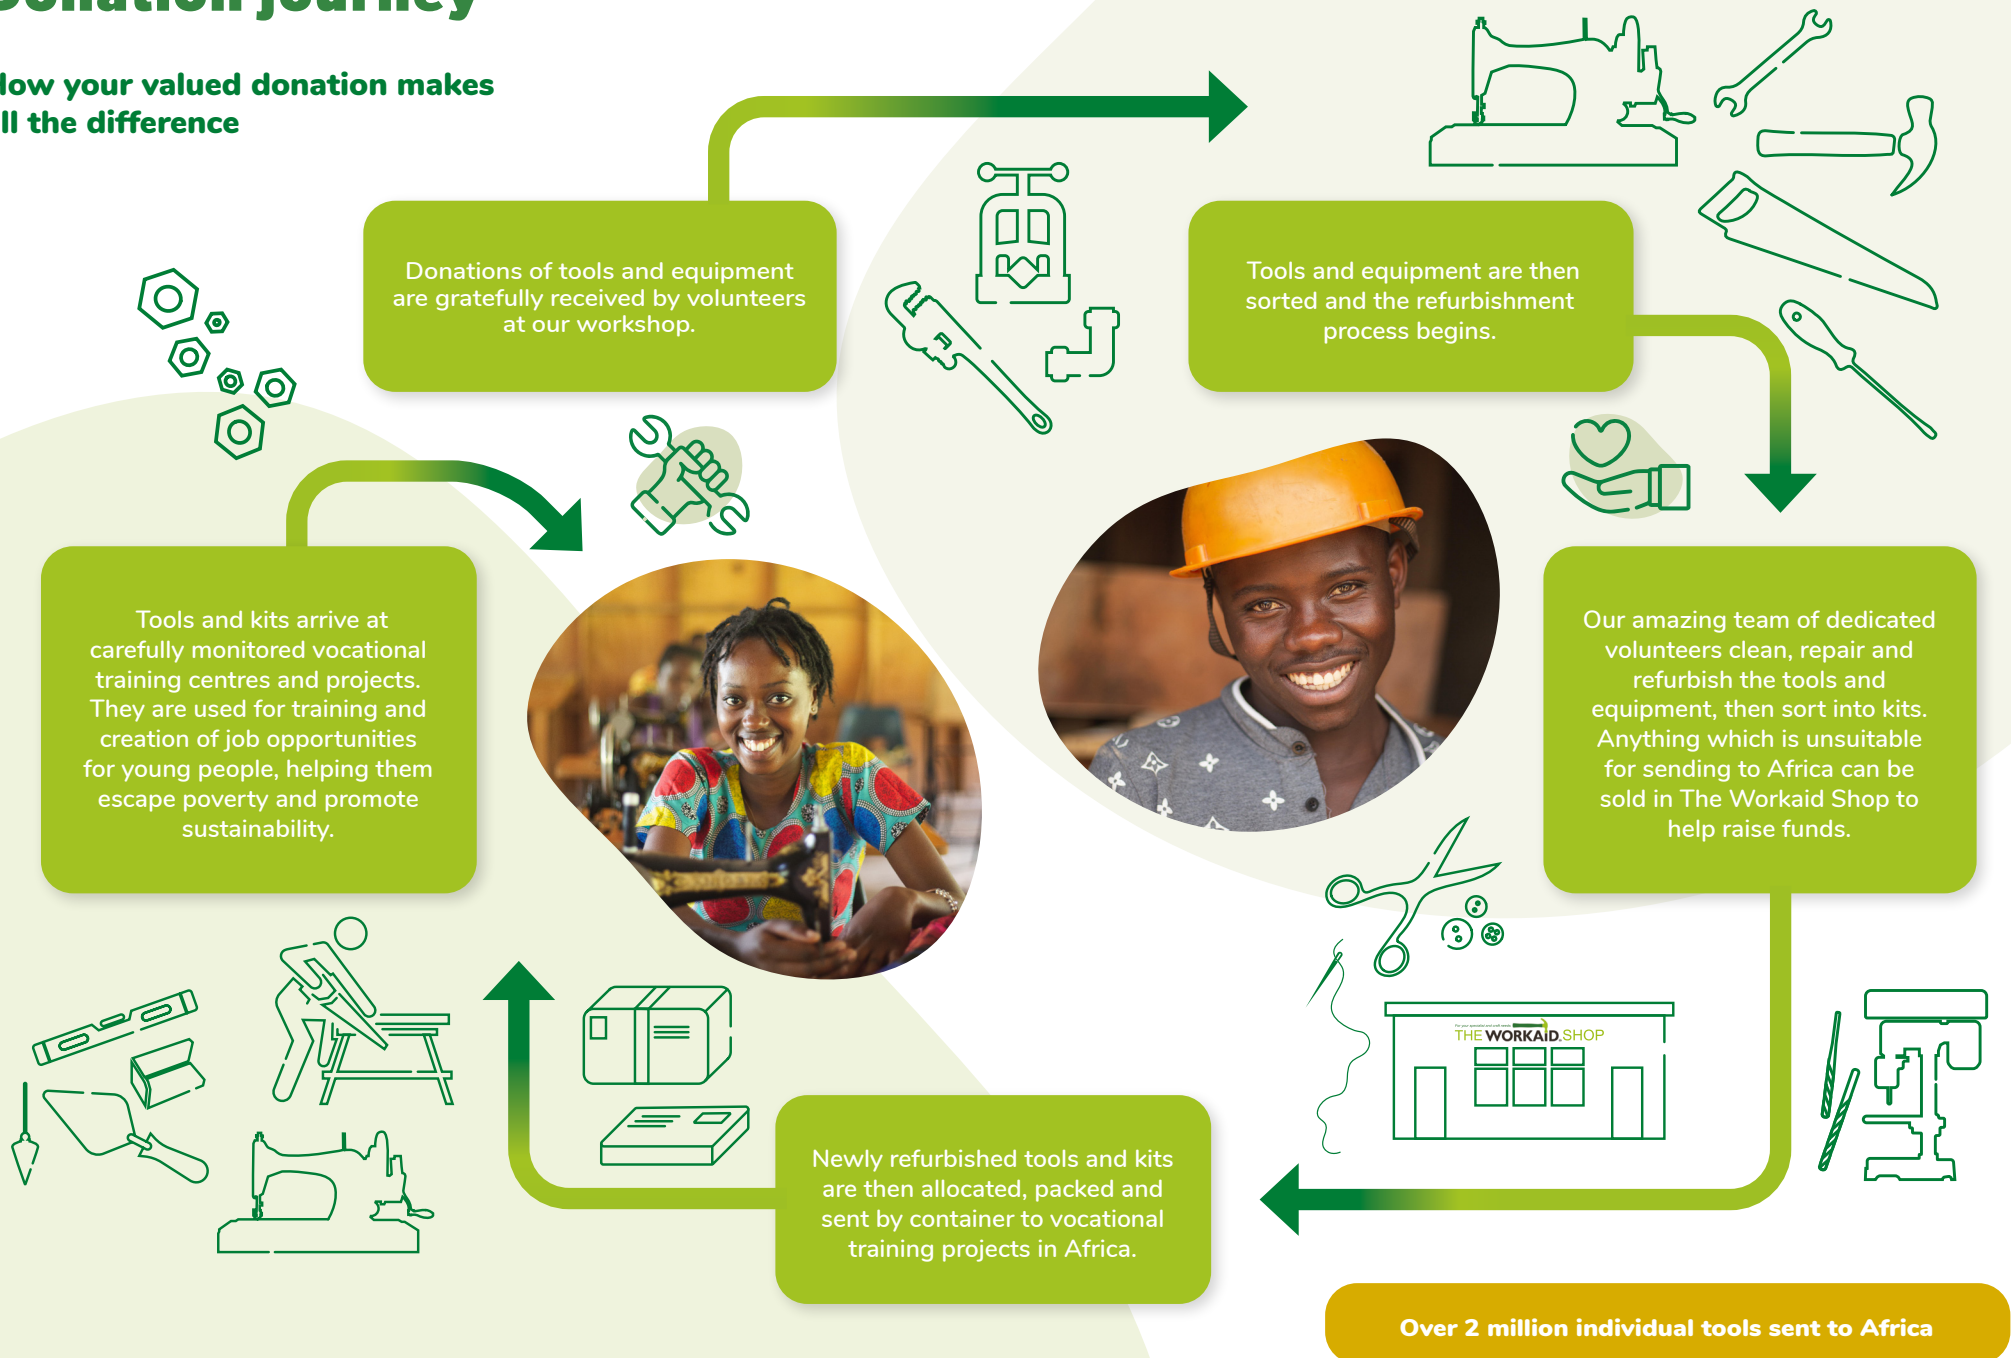 Donation journey
How your valued donation makes
all the difference
Donations of tools and equipment
are gratefully received by volunteers
at our workshop.
Tools and equipment are then
sorted and the refurbishment
process begins.
Our amazing team of dedicated
volunteers clean, repair and
refurbish the tools and
equipment, then sort into kits.
Anything which is unsuitable
for sending to Africa can be
sold in The Workaid Shop to
help raise funds.
THE WORKAID.SHOP
Newly refurbished tools and kits
are then allocated, packed and
sent by container to vocational
training projects in Africa.
Tools and kits arrive at
carefully monitored vocational
training centres and projects.
They are used for training and
creation of job opportunities
for young people, helping them
escape poverty and promote
sustainability.
Over 2 million individual tools sent to Africa